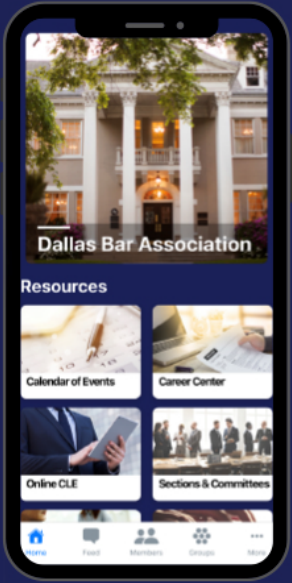 Dallas Bar Association
Resources
Calendar of Events
Career Center
Online CLE
Sections & Committees
Home
Feed
Members
Groups
More